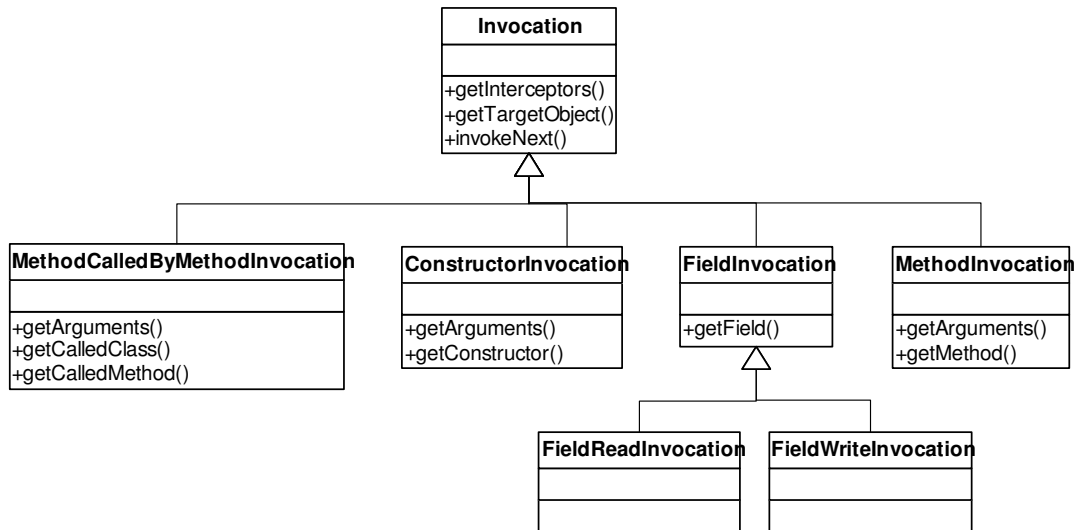 Invocation
+getInterceptors()
+getTargetObject()
+invokeNext()
MethodCalledByMethodInvocation
+getArguments()
+getCalledClass()
+getCalledMethod()
ConstructorInvocation
+getArguments()
+getConstructor()
FieldInvocation
+getField()
MethodInvocation
+getArguments()
+getMethod()
FieldReadInvocation
FieldWriteInvocation